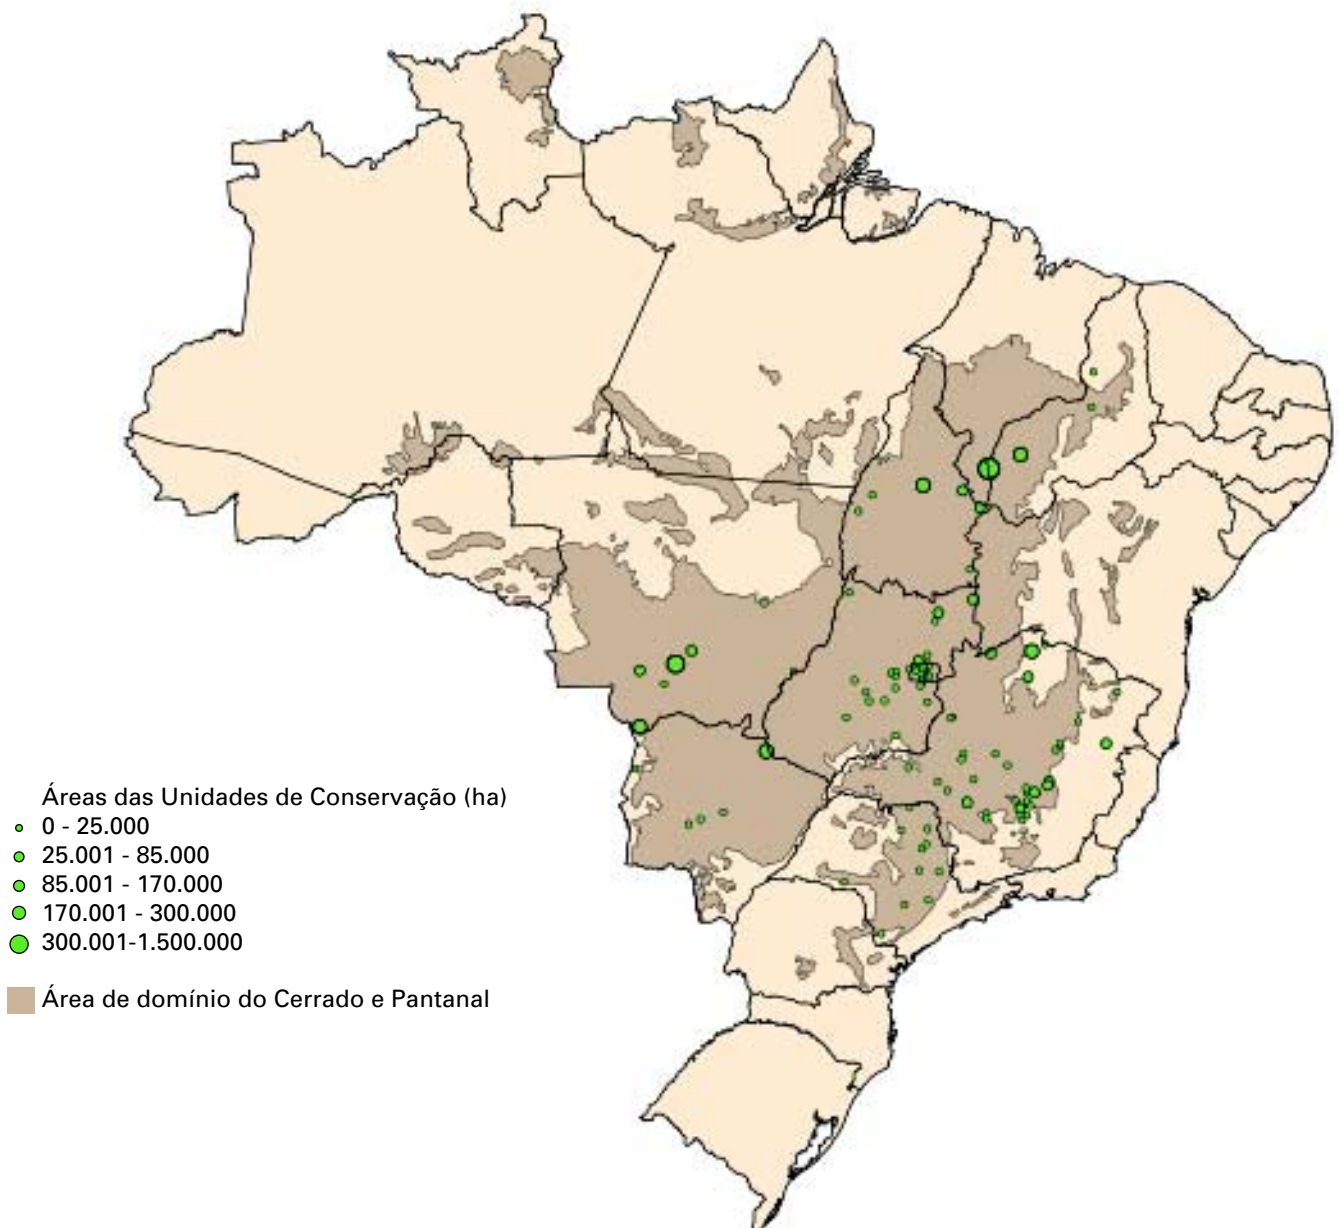 Áreas das Unidades de Conservação (ha)
0 - 25.000
25.001 - 85.000
85.001 - 170.000
170.001 - 300.000
300.001-1.500.000
Área de domínio do Cerrado e Pantanal